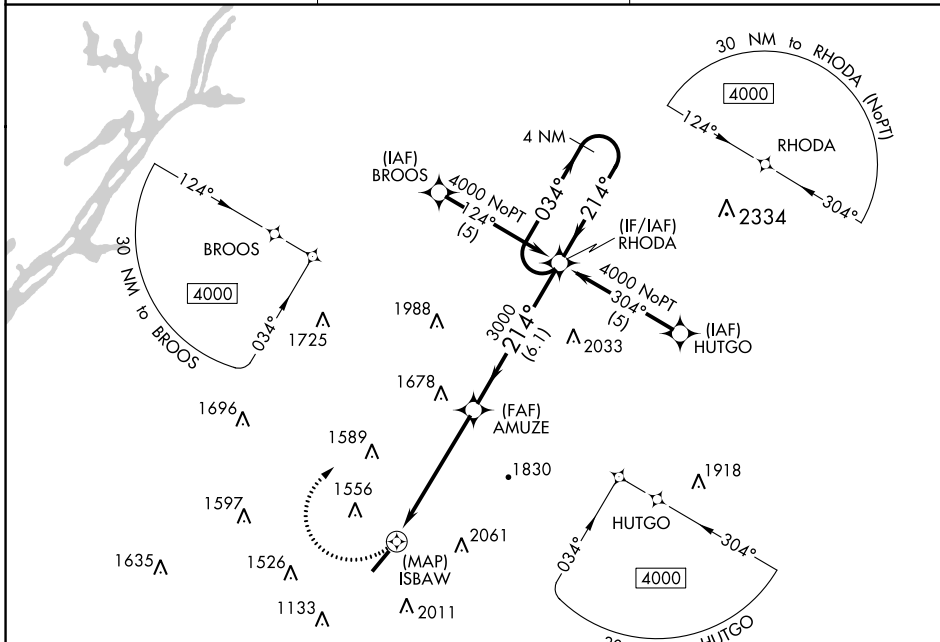 30 NM to RHODA (NoPT)
4000
124°
RHODA
304°
2334
4 NM
(IAF)
BROOS
4000 NoPT
124°
(5)
034°
214°
(IF/IAF)
RHODA
4000 NoPT
304°
(5)
(IAF)
HUTGO
124°
BROOS
4000
30 NM to BROOS
034°
1725
1988
3000
214°
(6.1)
2033
1678
(FAF)
AMUZE
1696
1589
1830
1556
1597
1918
HUTGO
034°
304°
4000
HUTGO
2061
(MAP)
ISBAW
1635
1526
1133
2011